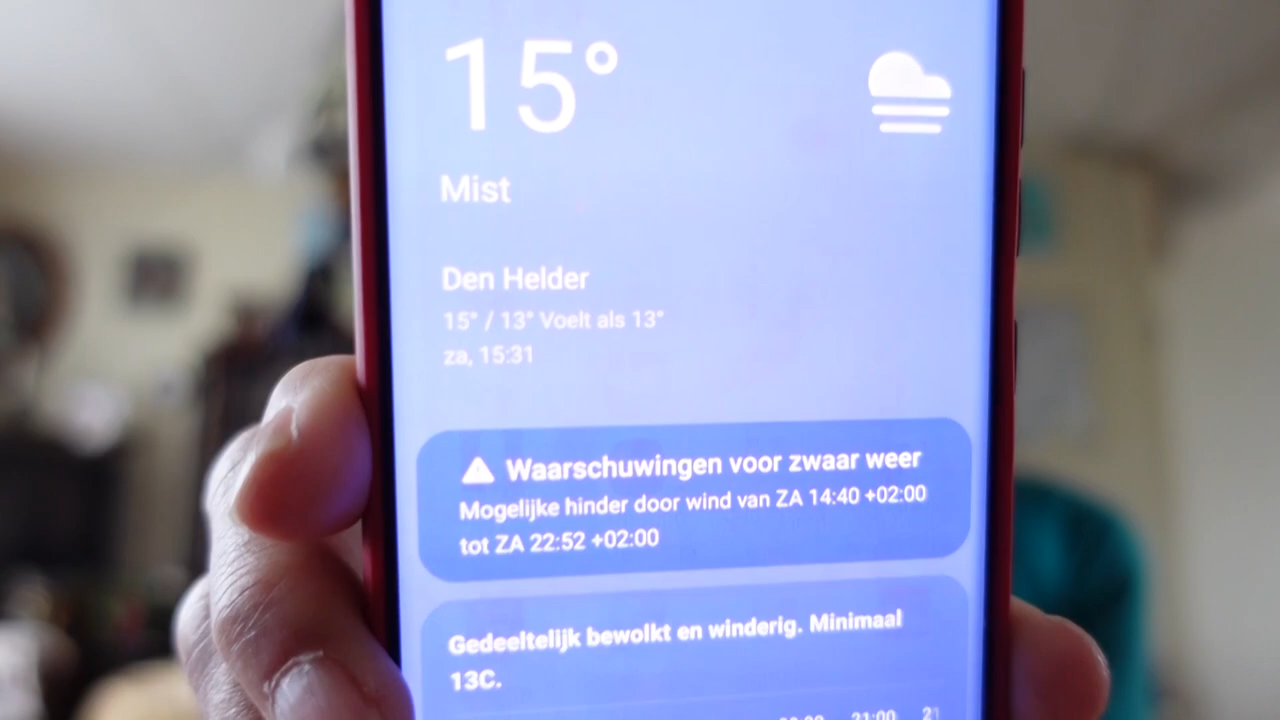 15°
Mist
Den Helder
15° / 13° Voelt als 13°
za, 15:31
Waarschuwingen voor zwaar weer
Mogelijke hinder door wind van ZA 14:40 +02:00
tot ZA 22:52 +02:00
Gedeeltelijk bewolkt en winderig. Minimaal
13C.
21:00